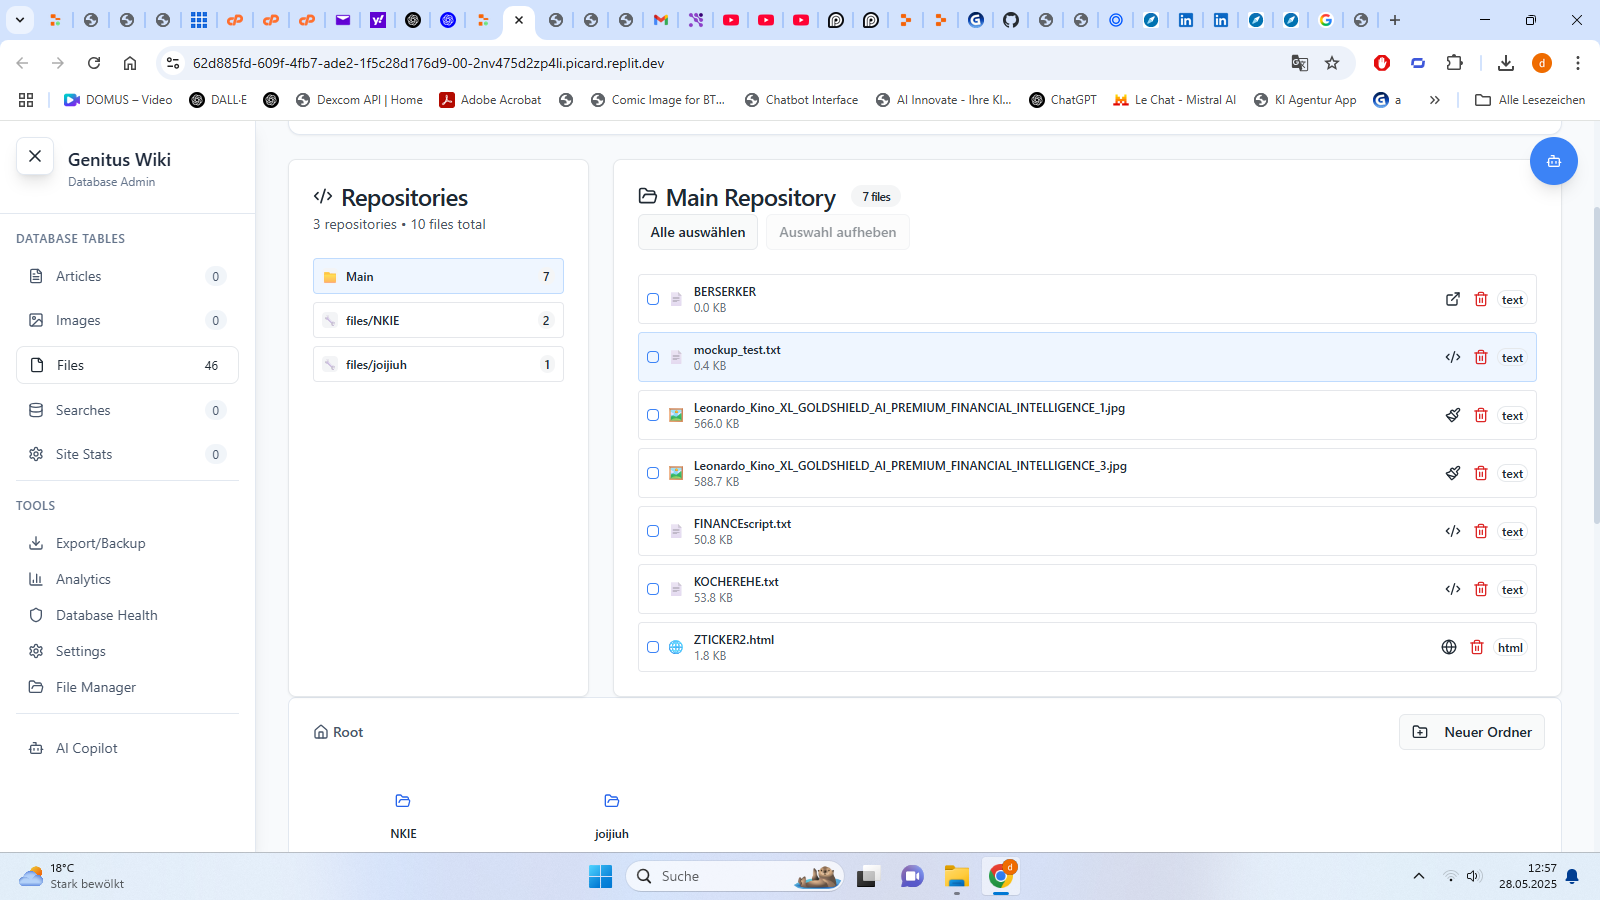 62d885fd-609f-4fb7-ade2-1f5c28d176d9-00-2nv475d2zp4li.picard.replit.dev
d
DOMUS – Video
DALL·E
Dexcom API | Home
Adobe Acrobat
Comic Image for BT...
Chatbot Interface
AI Innovate - Ihre KI...
ChatGPT
Le Chat - Mistral AI
KI Agentur App
a
»
Alle Lesezeichen
Genitus Wiki
Database Admin
DATABASE TABLES
Articles 0
Images 0
Files 46
Searches 0
Site Stats 0
TOOLS
Export/Backup
Analytics
Database Health
Settings
File Manager
AI Copilot
Repositories
3 repositories • 10 files total
Main 7
files/NKIE 2
files/joijiuh 1
Main Repository 7 files
Alle auswählen Auswahl aufheben
BERSERKER
0.0 KB
text
mockup_test.txt
0.4 KB
text
Leonardo_Kino_XL_GOLDSHIELD_AI_PREMIUM_FINANCIAL_INTELLIGENCE_1.jpg
566.0 KB
text
Leonardo_Kino_XL_GOLDSHIELD_AI_PREMIUM_FINANCIAL_INTELLIGENCE_3.jpg
588.7 KB
text
FINANCEscript.txt
50.8 KB
text
KOCHEREHE.txt
53.8 KB
text
ZTICKER2.html
1.8 KB
html
Root
Neuer Ordner
NKIE
joijiuh
18°C
Stark bewölkt
Suche
d
12:57
28.05.2025